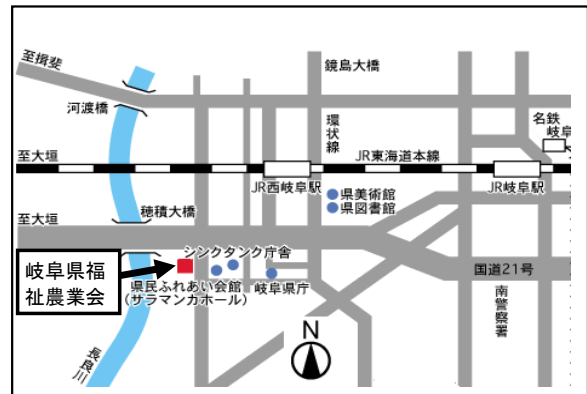 至揖斐
鏡島大橋
河渡橋
環状線
名鉄
岐阜
至大垣
JR東海道本線
JR西岐阜駅
JR岐阜駅
県美術館
県図書館
至大垣
穂積大橋
シンクタンク庁舎
岐阜県福
祉農業会
県民ふれあい会館
(サラマンカホール)
岐阜県庁
国道21号
南警察署
N
長良川